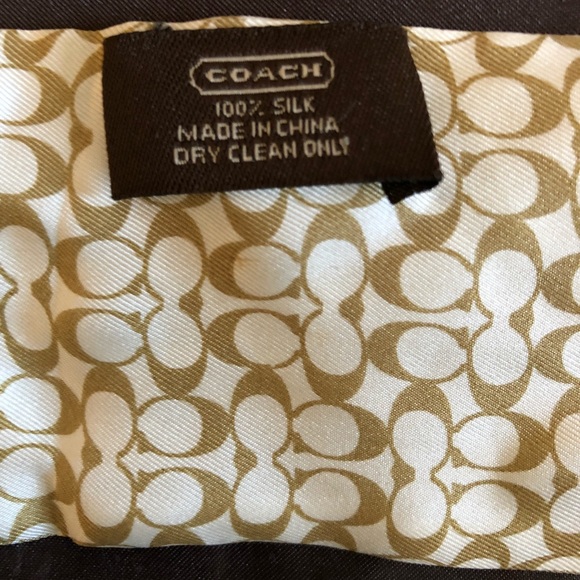 COACH
100% SILK
MADE IN CHINA
DRY CLEAN ONLY